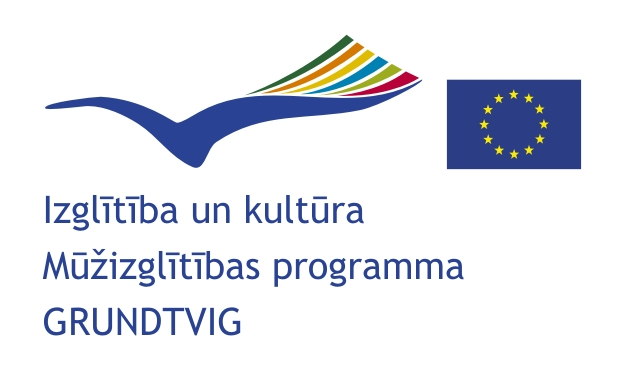 Izglītība un kultūra
Mūžizglītības programma
GRUNDTVIG